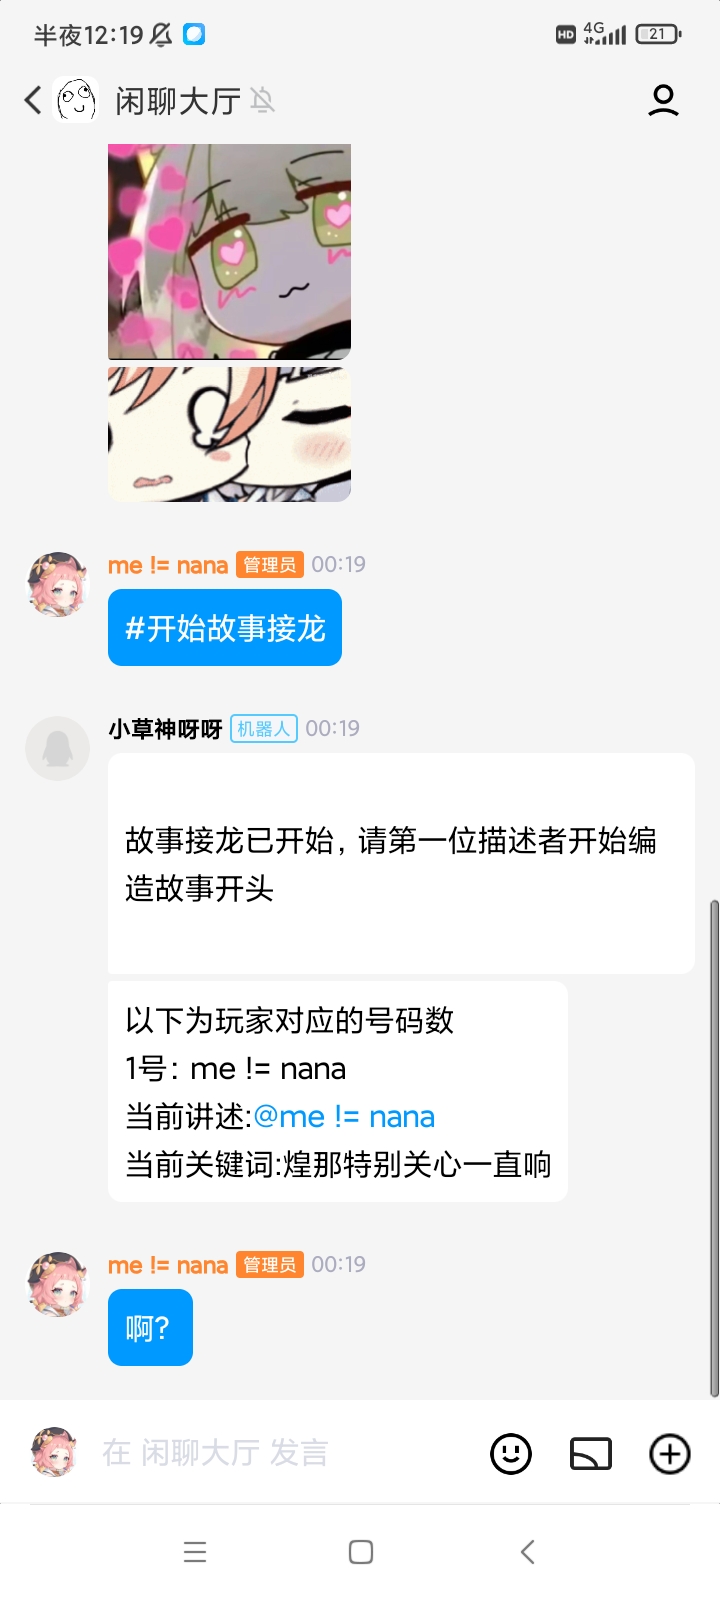 半夜12:19
HD 4G 21
闲聊大厅
me != nana 管理员 00:19
#开始故事接龙
小草神呀呀 机器人 00:19
故事接龙已开始，请第一位描述者开始编
造故事开头
以下为玩家对应的号码数
1号：me != nana
当前讲述:@me != nana
当前关键词:煌那特别关心一直响
me != nana 管理员 00:19
啊?
在 闲聊大厅 发言